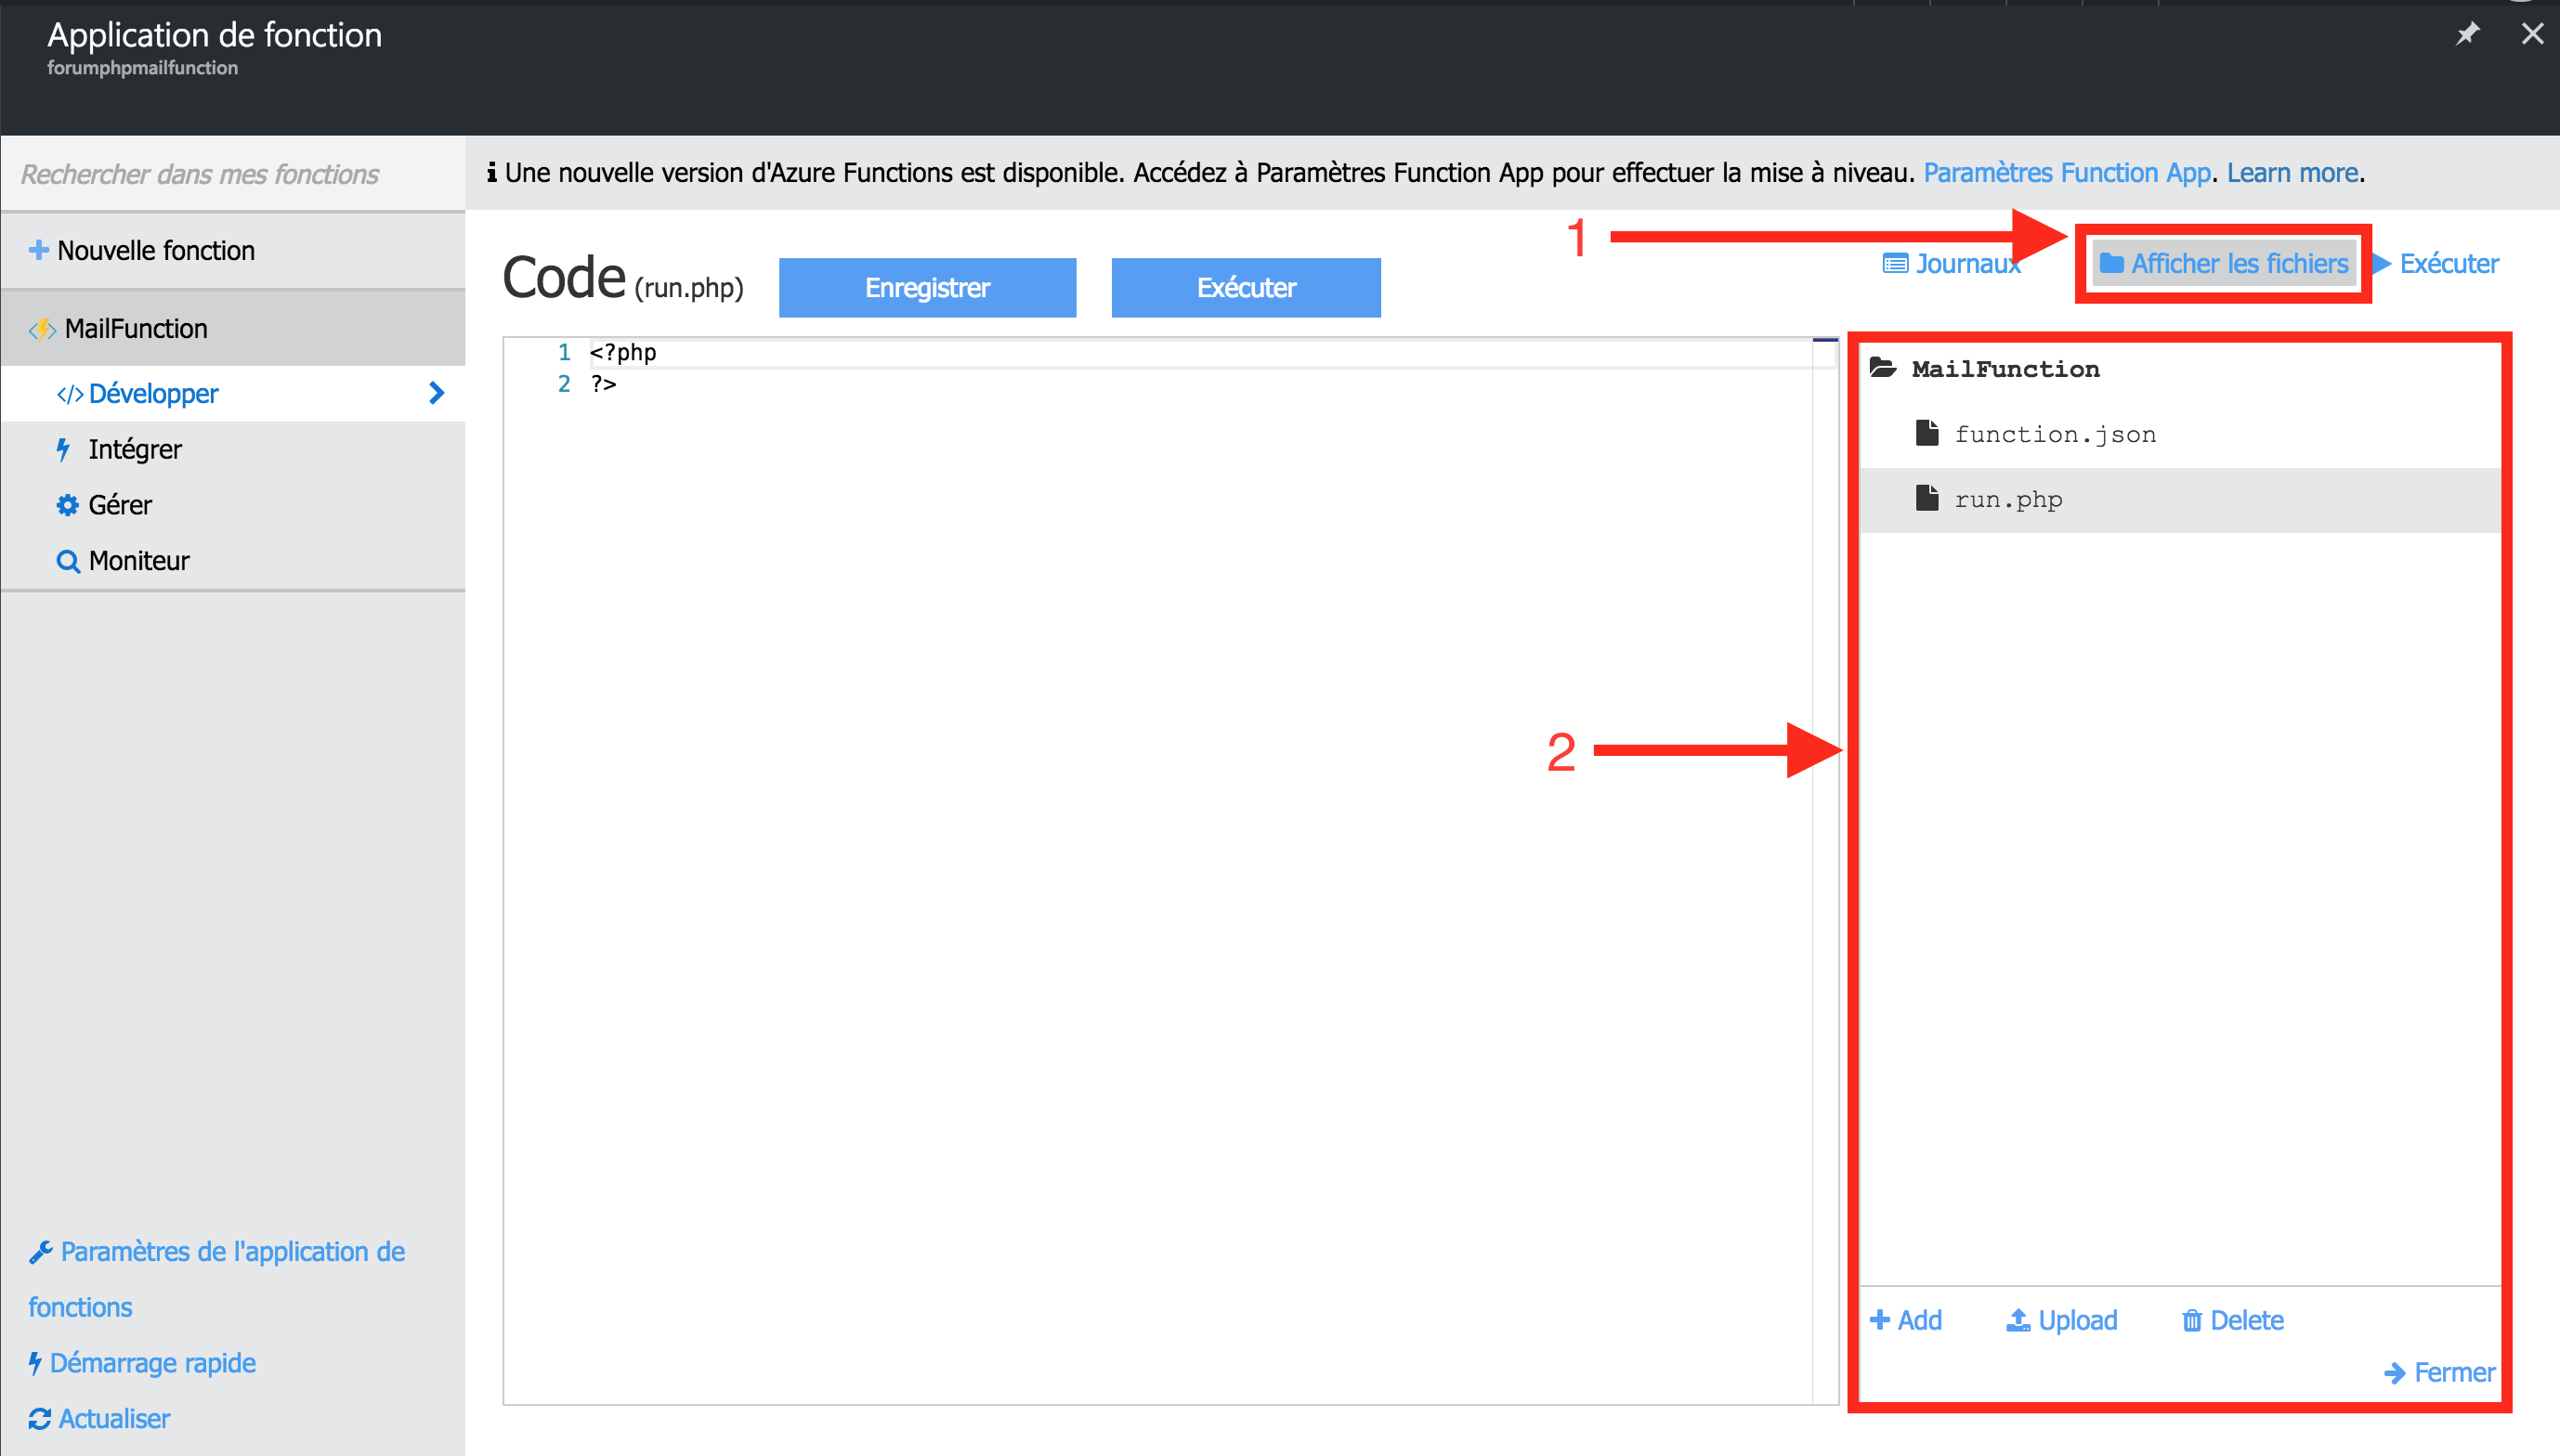 Application de fonction
forumphpmailfunction
Rechercher dans mes fonctions
i Une nouvelle version d'Azure Functions est disponible. Accédez à Paramètres Function App pour effectuer la mise à niveau. Paramètres Function App. Learn more.
Nouvelle fonction
MailFunction
</> Développer
Intégrer
Gérer
Moniteur
Code (run.php)
Enregistrer
Exécuter
1
Journaux
Afficher les fichiers
Exécuter
1 <?php
2 ?>
2
MailFunction
function.json
run.php
Add
Upload
Delete
Fermer
Paramètres de l'application de
fonctions
Démarrage rapide
Actualiser